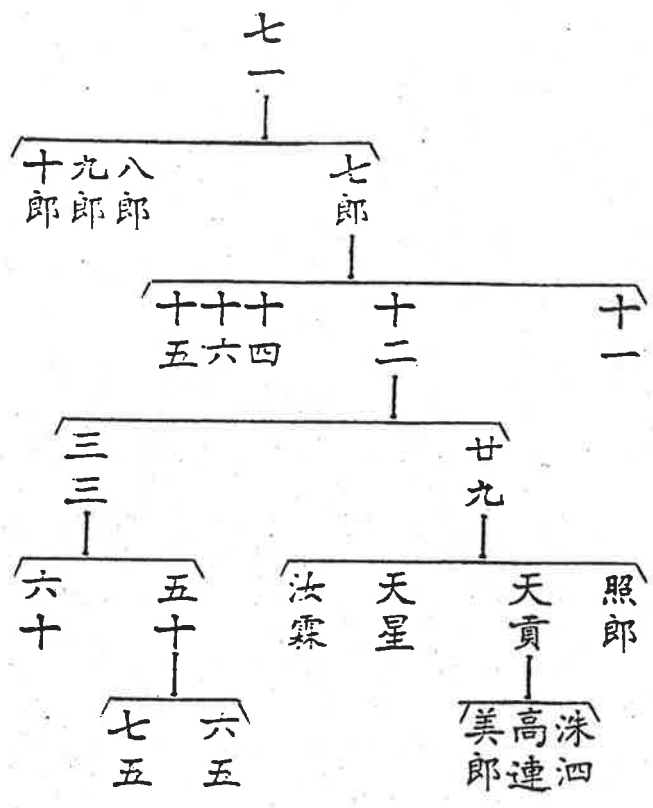 七一
七郎
八郎
九郎
十郎
十一
十二
十四
十六
十五
廿九
三三
照郎
天貢
天星
汝霖
五十
六十
洙泗
高連
美郎
六五
七五